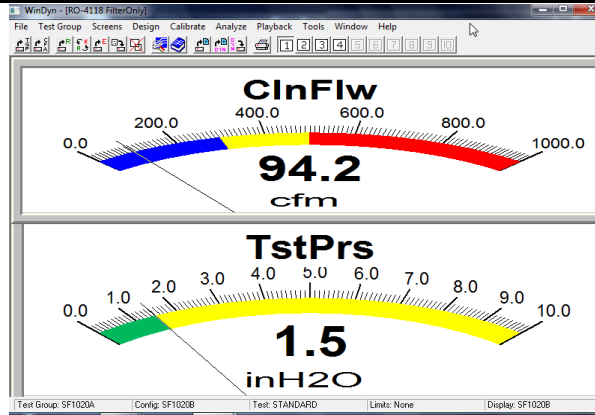 WinDyn - [RO-4118 FilterOnly]
File Test Group Screens Design Calibrate Analyze Playback Tools Window Help
1 2 3 4 5 6 7 8 9 10
ClnFlw
0.0 200.0 400.0 600.0 800.0 1000.0
94.2
cfm
TstPrs
0.0 1.0 2.0 3.0 4.0 5.0 6.0 7.0 8.0 9.0 10.0
1.5
inH2O
Test Group: SF1020A Config: SF1020B Test: STANDARD Limits: None Display: SF1020B